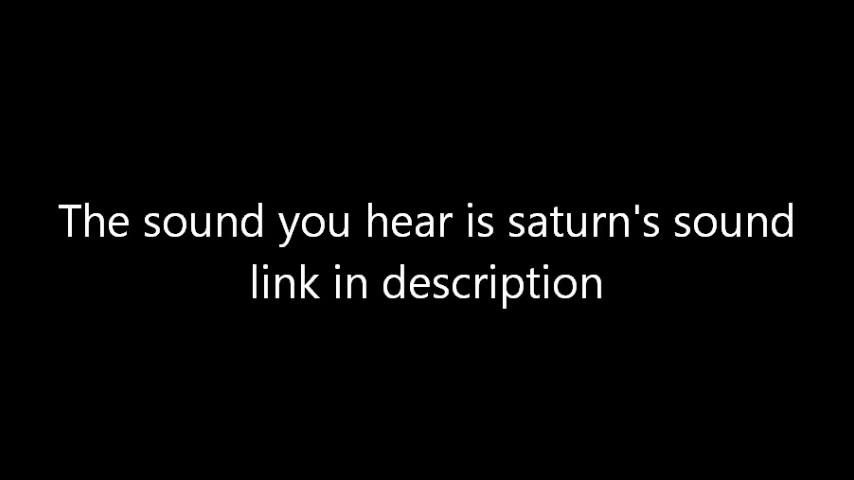 The sound you hear is saturn's sound
link in description